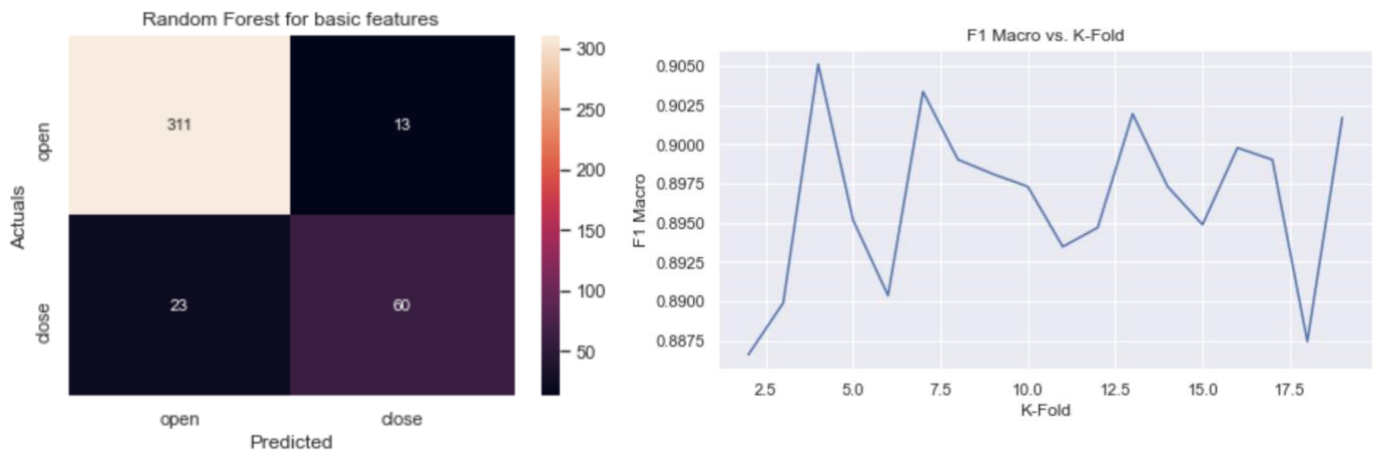 Random Forest for basic features
311
13
23
60
open
close
Actuals
open
close
Predicted
300
250
200
150
100
50
F1 Macro vs. K-Fold
0.9050
0.9025
0.9000
0.8975
0.8950
0.8925
0.8900
0.8875
F1 Macro
2.5
5.0
7.5
10.0
12.5
15.0
17.5
K-Fold